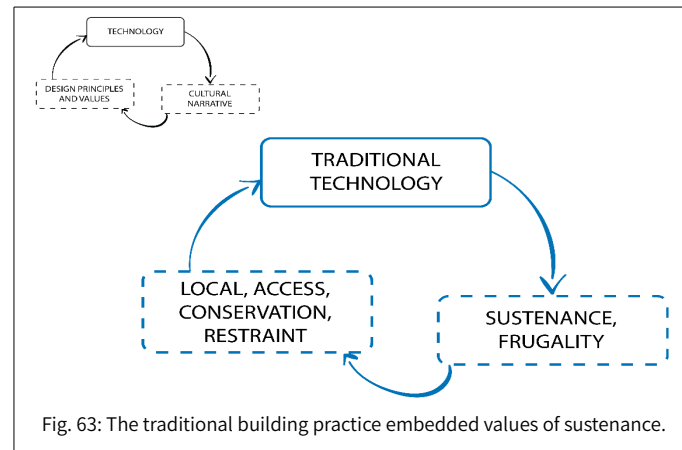 TECHNOLOGY
DESIGN PRINCIPLES
AND VALUES
CULTURAL
NARRATIVE
TRADITIONAL
TECHNOLOGY
LOCAL, ACCESS,
CONSERVATION,
RESTRAINT
SUSTENANCE,
FRUGALITY
Fig. 63: The traditional building practice embedded values of sustenance.